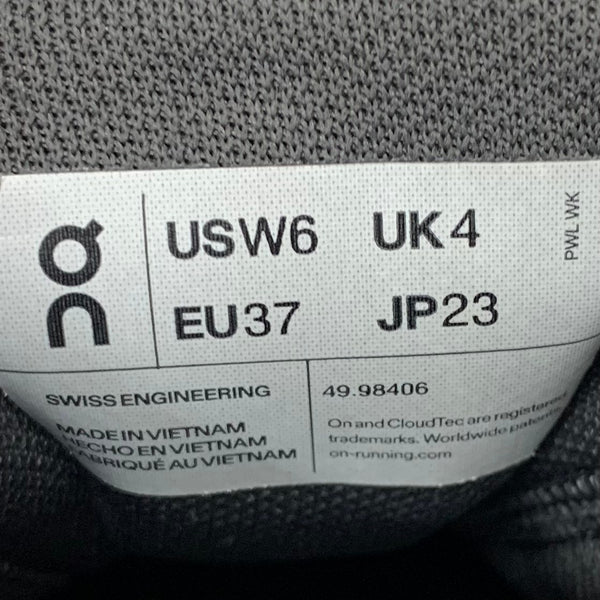 USW6 UK4
EU37 JP23
PWL WK
SWISS ENGINEERING
MADE IN VIETNAM
HECHO EN VIETNAM
FABRIQUÉ AU VIETNAM
49.98406
On and CloudTec are registered
trademarks. Worldwide patents.
on-running.com